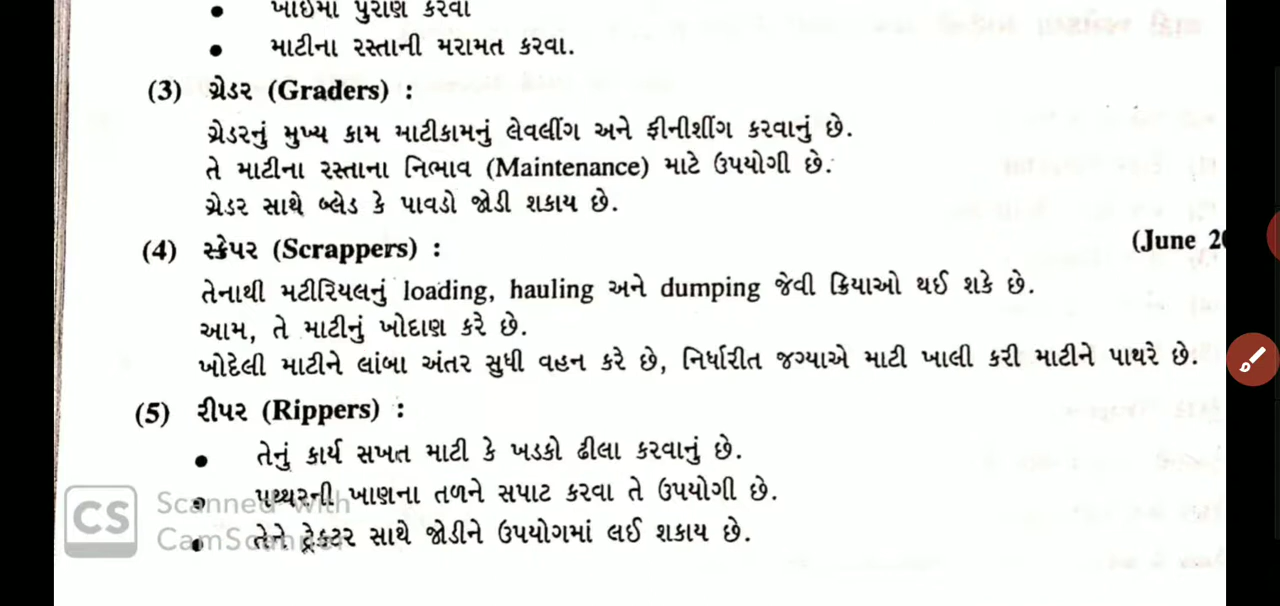 • ખાઈમાં પુરાણ કરવા
• માટીના રસ્તાની મરામત કરવા.
(3) ગ્રેડર (Graders) :
ગ્રેડરનું મુખ્ય કામ માટીકામનું લેવલીંગ અને ફીનીશીંગ કરવાનું છે.
તે માટીના રસ્તાના નિભાવ (Maintenance) માટે ઉપયોગી છે.
ગ્રેડર સાથે બ્લેડ કે પાવડો જોડી શકાય છે.
(4) સ્ક્રેપર (Scrappers) :
(June 20
તેનાથી મટીરિયલનું loading, hauling અને dumping જેવી ક્રિયાઓ થઈ શકે છે.
આમ, તે માટીનું ખોદાણ કરે છે.
ખોદેલી માટીને લાંબા અંતર સુધી વહન કરે છે, નિર્ધારીત જગ્યાએ માટી ખાલી કરી માટીને પાથરે છે.
(5) રીપર (Rippers) :
• તેનું કાર્ય સખત માટી કે ખડકો ઢીલા કરવાનું છે.
• પથ્થરની ખાણના તળને સપાટ કરવા તે ઉપયોગી છે.
• તેને ટ્રેક્ટર સાથે જોડીને ઉપયોગમાં લઈ શકાય છે.
CS Scanned with
CamScanner